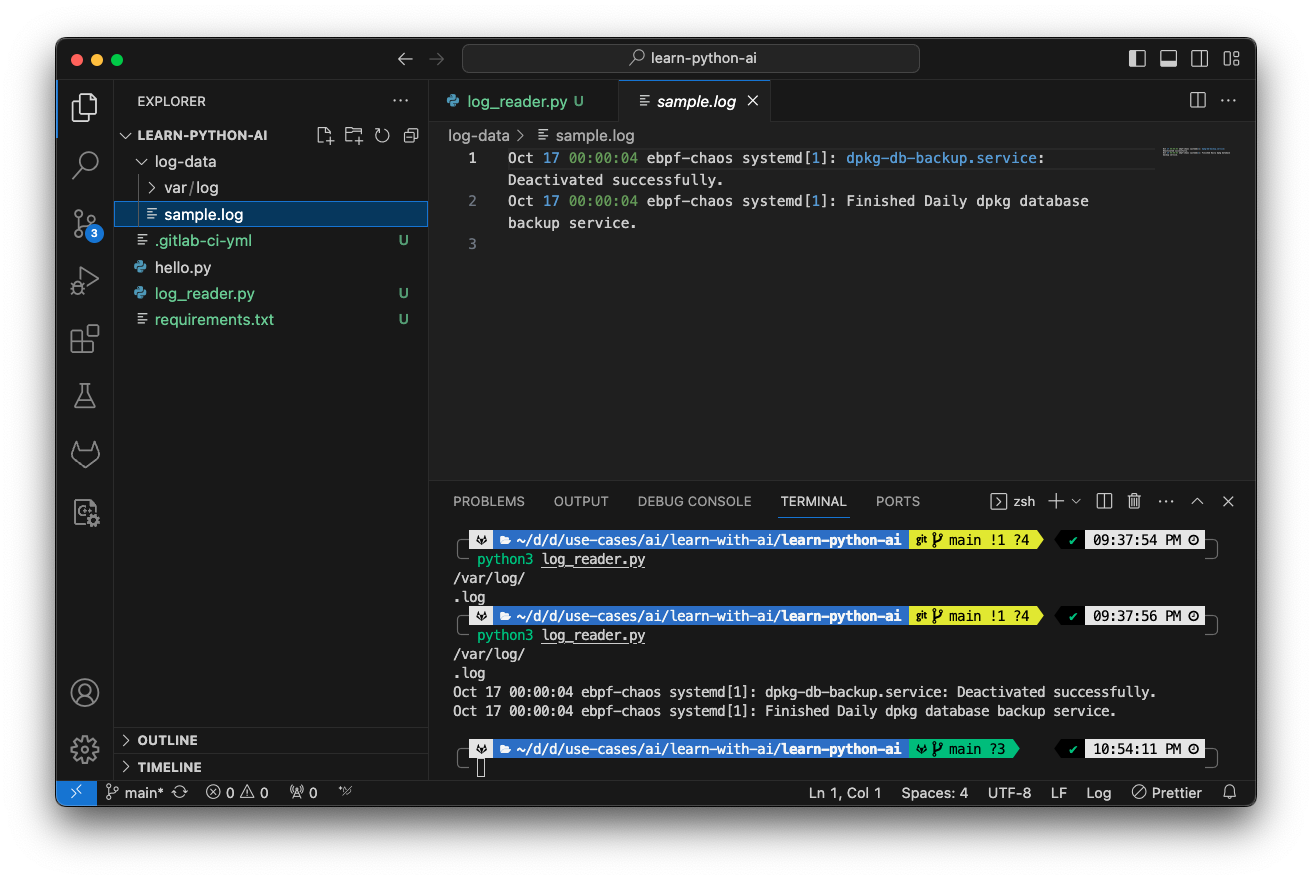 learn-python-ai
EXPLORER
LEARN-PYTHON-AI
log-data
var/log
sample.log
.gitlab-ci-yml U
hello.py
log_reader.py U
requirements.txt U
3
OUTLINE
TIMELINE
log_reader.py U
sample.log
log-data > sample.log
1 Oct 17 00:00:04 ebpf-chaos systemd[1]: dpkg-db-backup.service:
Deactivated successfully.
2 Oct 17 00:00:04 ebpf-chaos systemd[1]: Finished Daily dpkg database
backup service.
3
PROBLEMS OUTPUT DEBUG CONSOLE TERMINAL PORTS zsh
~/d/d/use-cases/ai/learn-with-ai/learn-python-ai git main !1 ?4 ✔ 09:37:54 PM
python3 log_reader.py
/var/log/
.log
~/d/d/use-cases/ai/learn-with-ai/learn-python-ai git main !1 ?4 ✔ 09:37:56 PM
python3 log_reader.py
/var/log/
.log
Oct 17 00:00:04 ebpf-chaos systemd[1]: dpkg-db-backup.service: Deactivated successfully.
Oct 17 00:00:04 ebpf-chaos systemd[1]: Finished Daily dpkg database backup service.
~/d/d/use-cases/ai/learn-with-ai/learn-python-ai main ?3 ✔ 10:54:11 PM
main* 0 0 0 Ln 1, Col 1 Spaces: 4 UTF-8 LF Log Prettier